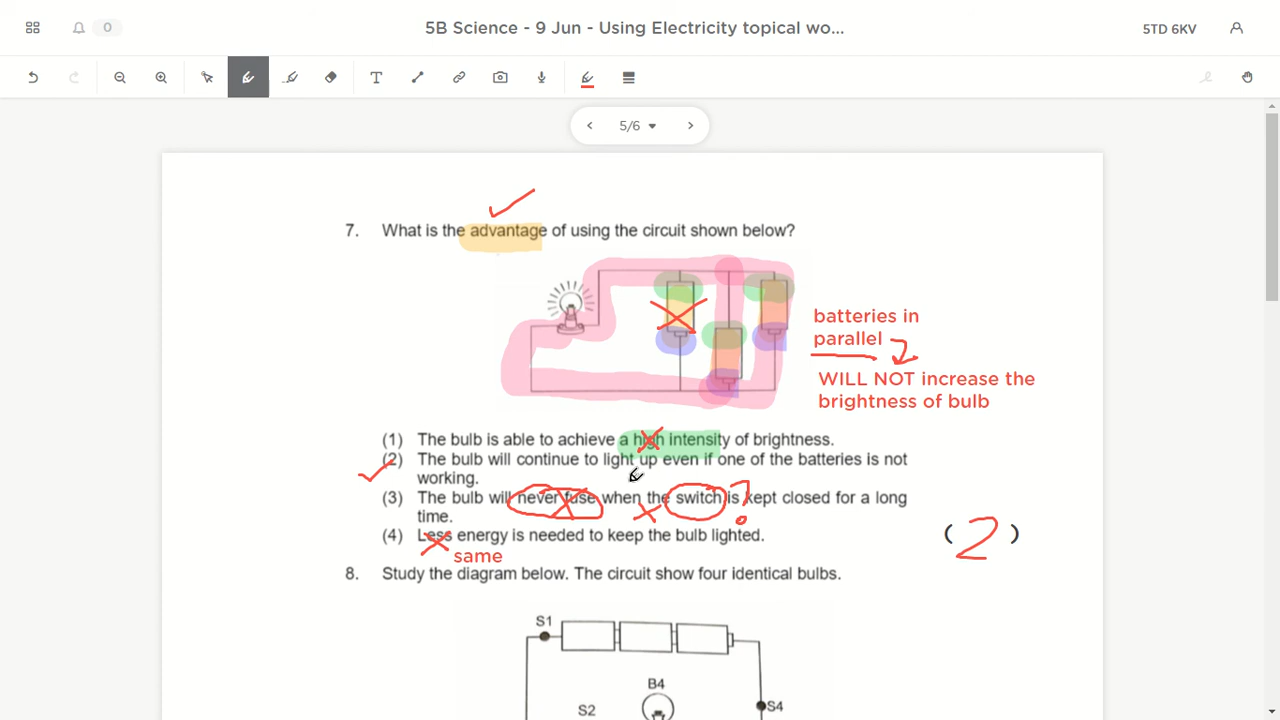 0
5B Science - 9 Jun - Using Electricity topical wo...
5TD 6KV
T
5/6
7. What is the advantage of using the circuit shown below?
batteries in
parallel
WILL NOT increase the
brightness of bulb
(1) The bulb is able to achieve a high intensity of brightness.
(2) The bulb will continue to light up even if one of the batteries is not
working.
(3) The bulb will never fuse when the switch is kept closed for a long
time.
?
(4) Less energy is needed to keep the bulb lighted.
same
( 2 )
8. Study the diagram below. The circuit show four identical bulbs.
S1
B4
S2
S4